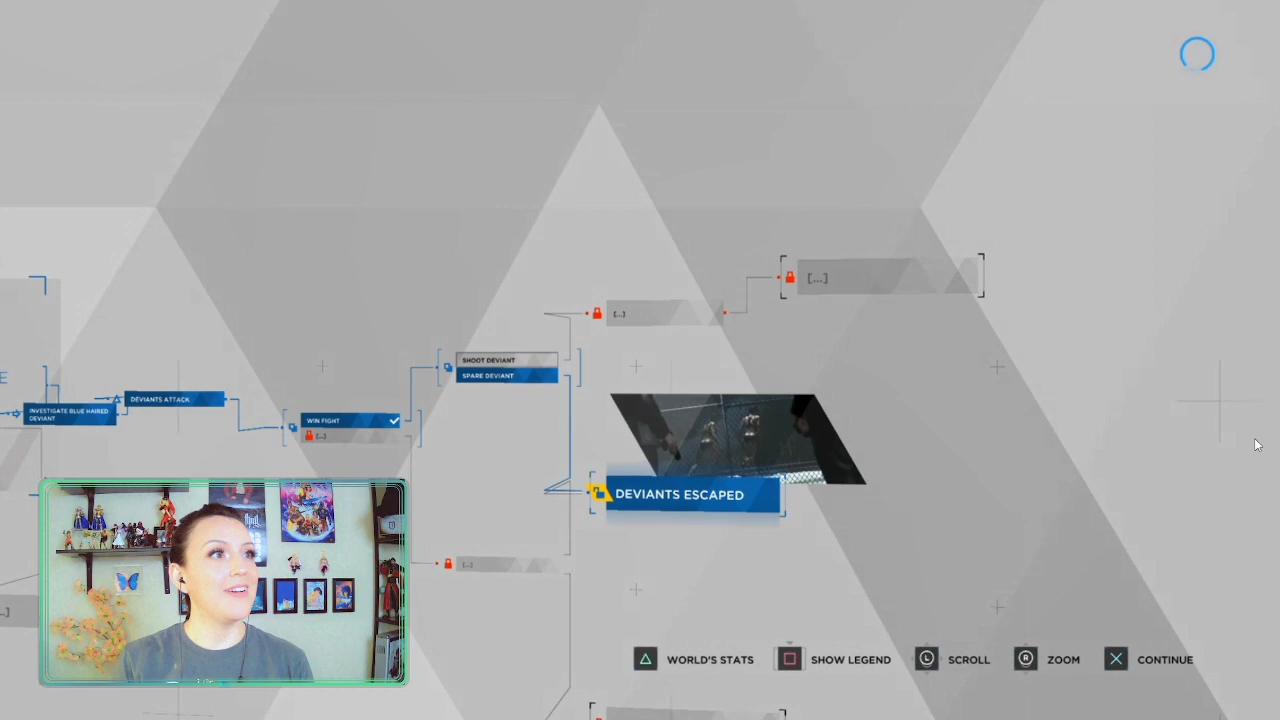 [...]
[...]
SHOOT DEVIANT
SPARE DEVIANT
E
DEVIANTS ATTACK
INVESTIGATE BLUE HAIRED
DEVIANT
WIN FIGHT
[...]
DEVIANTS ESCAPED
[...]
...]
WORLD'S STATS
SHOW LEGEND
L
SCROLL
R
ZOOM
CONTINUE